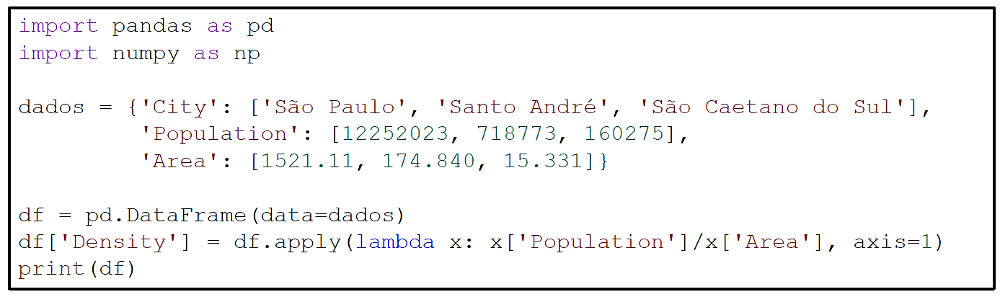 import pandas as pd
import numpy as np
dados = {'City': ['São Paulo', 'Santo André', 'São Caetano do Sul'],
         'Population': [12252023, 718773, 160275],
         'Area': [1521.11, 174.840, 15.331]}
df = pd.DataFrame(data=dados)
df['Density'] = df.apply(lambda x: x['Population']/x['Area'], axis=1)
print(df)